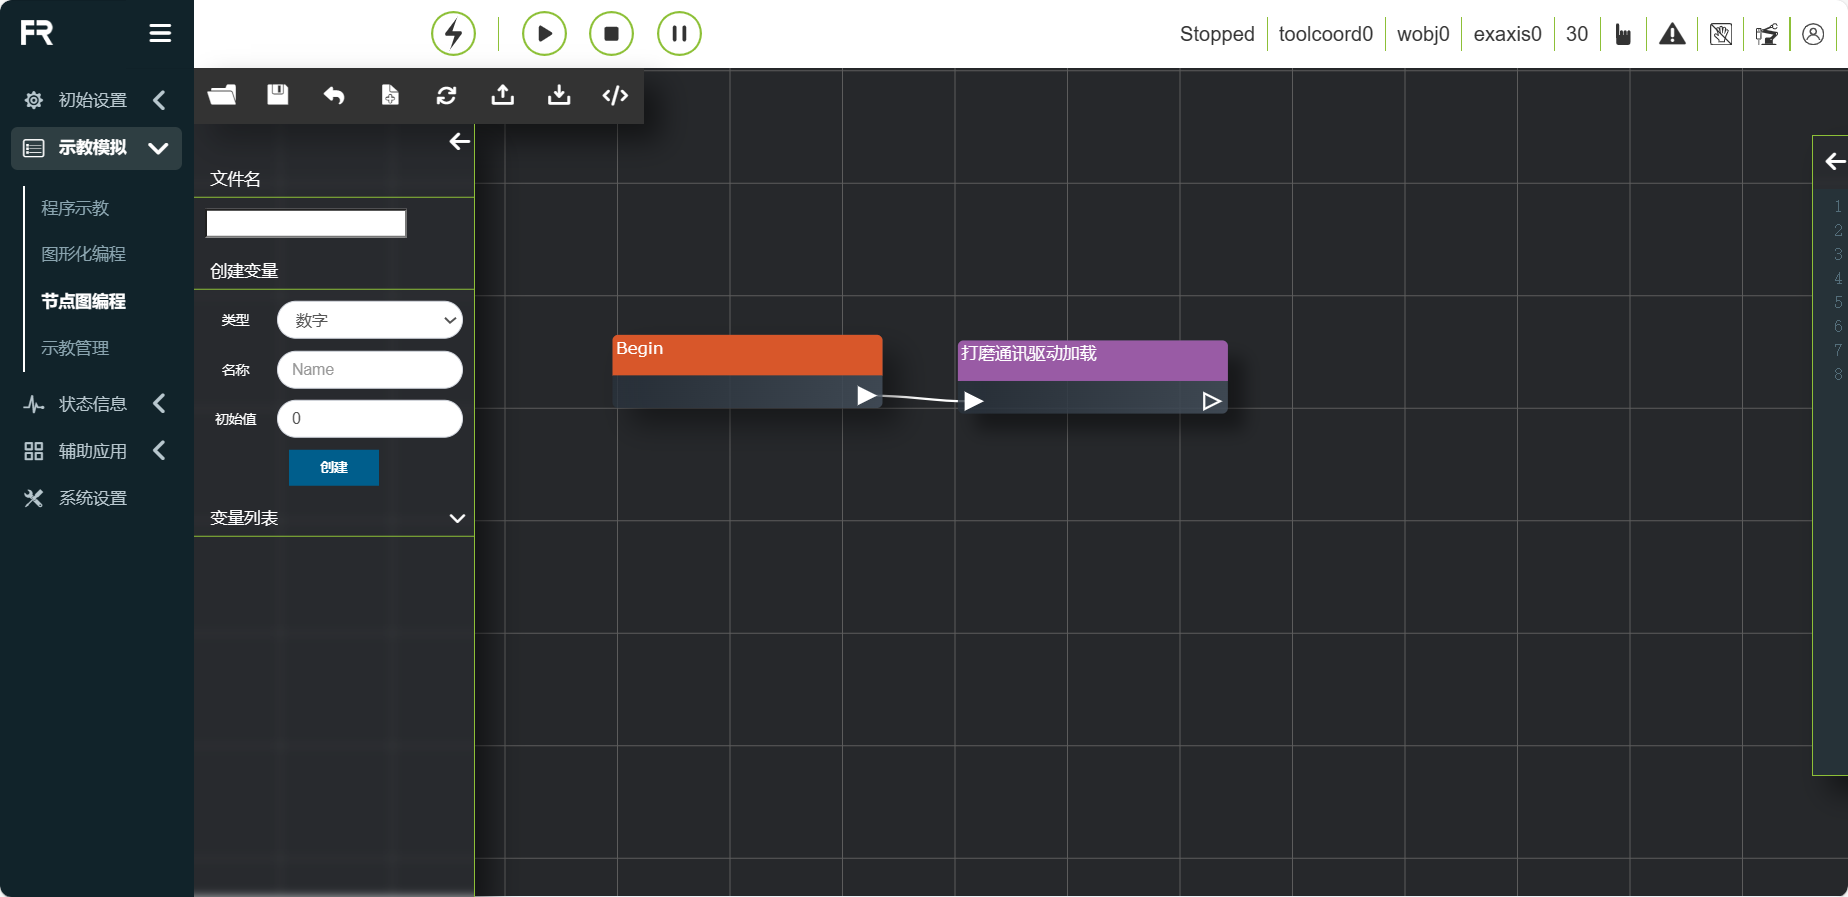 FR
Stopped
toolcoord0
wobj0
exaxis0
30
初始设置
示教模拟
程序示教
图形化编程
节点图编程
示教管理
状态信息
辅助应用
系统设置
文件名
创建变量
类型
数字
名称
Name
初始值
0
创建
变量列表
Begin
打磨通讯驱动加载
1
2
3
4
5
6
7
8